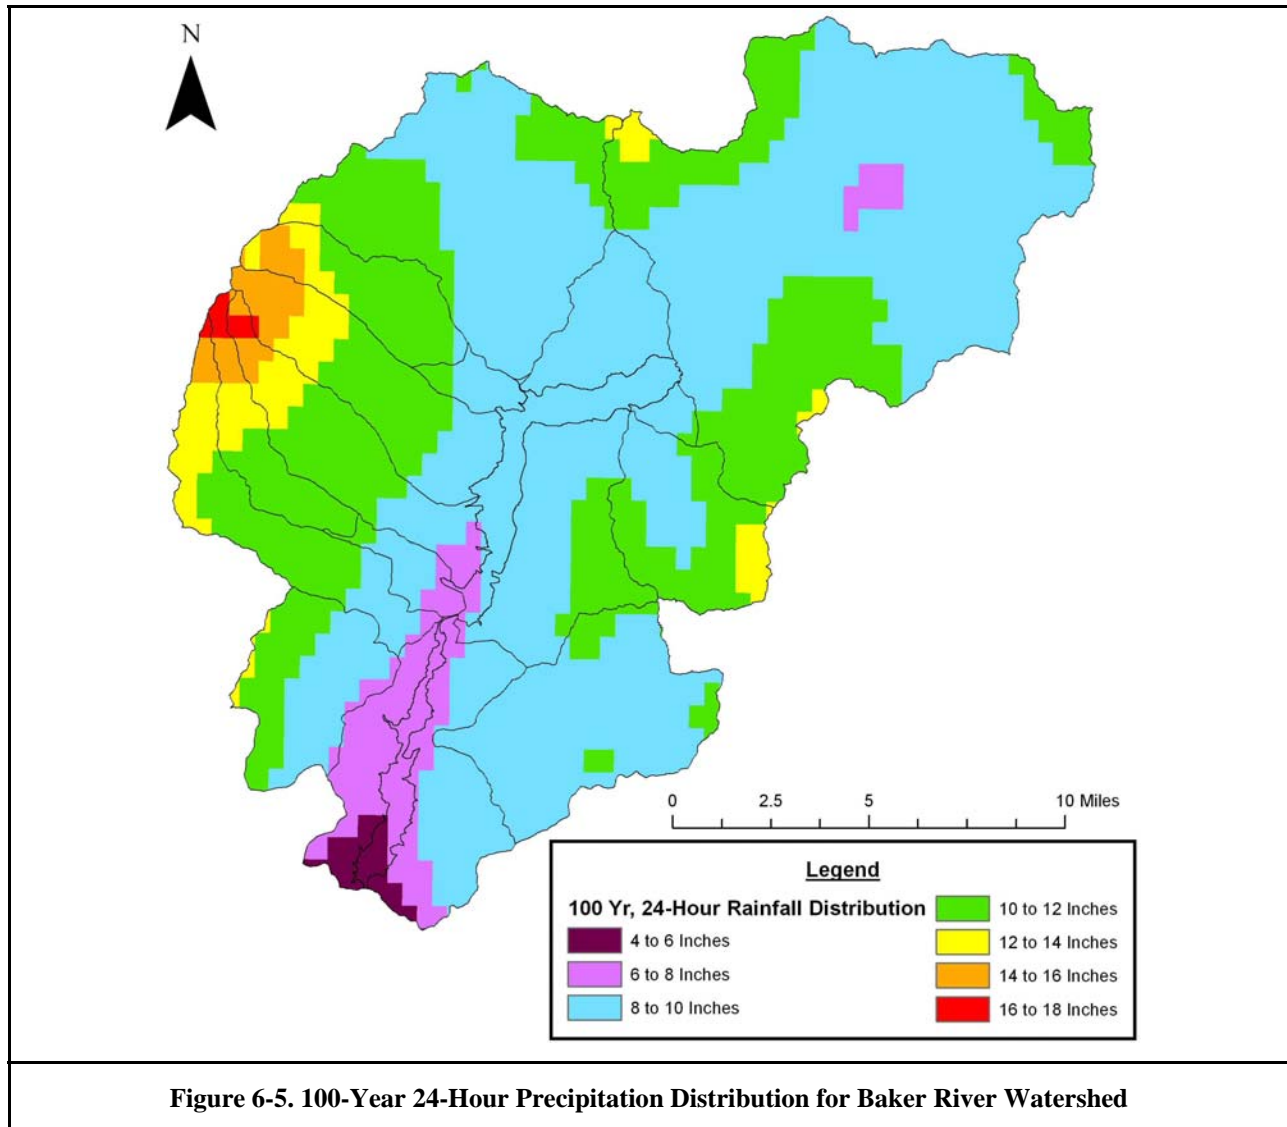 N
0 2.5 5 10 Miles
Legend
100 Yr, 24-Hour Rainfall Distribution
4 to 6 Inches
6 to 8 Inches
8 to 10 Inches
10 to 12 Inches
12 to 14 Inches
14 to 16 Inches
16 to 18 Inches
Figure 6-5. 100-Year 24-Hour Precipitation Distribution for Baker River Watershed